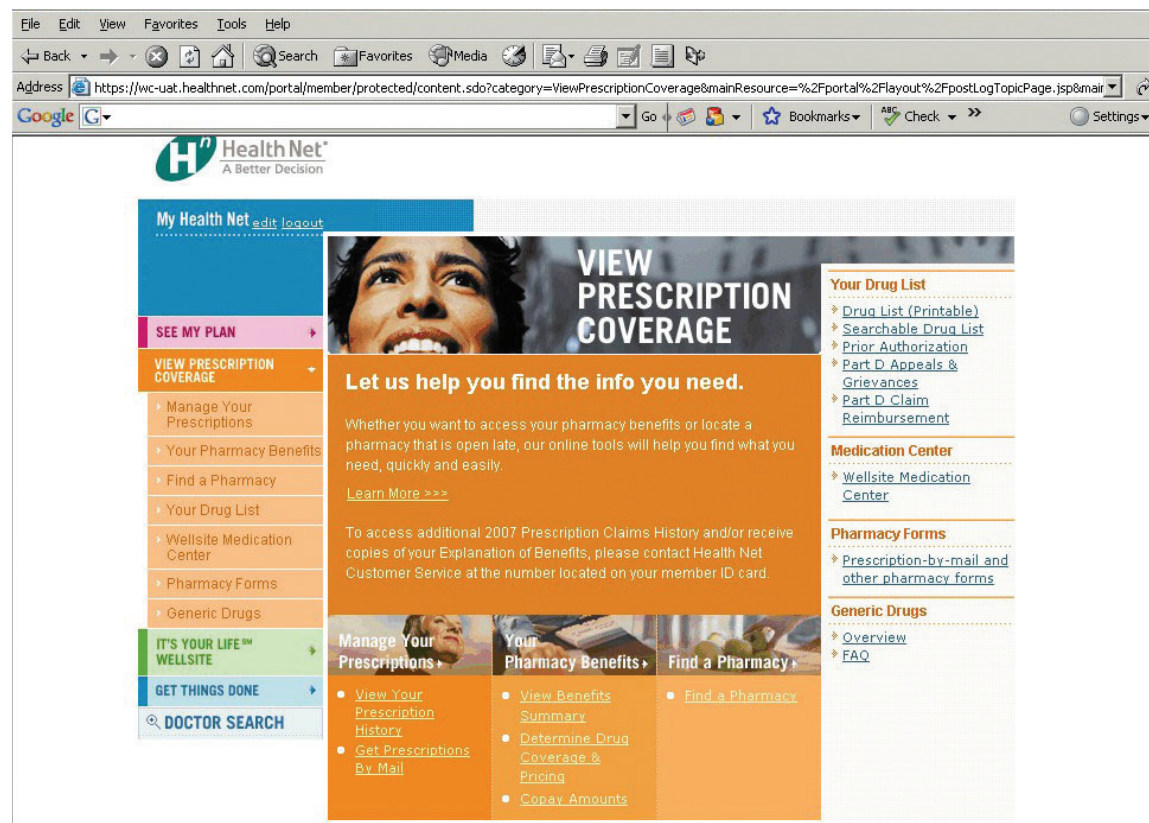 File Edit View Favorites Tools Help
Back Search Favorites Media
Address https://wc-uat.healthnet.com/portal/member/protected/content.sdo?category=ViewPrescriptionCoverage&mainResource=%2Fportal%2Flayout%2FpostLogTopicPage.jsp&mair
Google G Go Bookmarks ABC Check >> Settings
Hn Health Net
A Better Decision
My Health Net edit logout
SEE MY PLAN
VIEW PRESCRIPTION
COVERAGE
Manage Your
Prescriptions
Your Pharmacy Benefits
Find a Pharmacy
Your Drug List
Wellsite Medication
Center
Pharmacy Forms
Generic Drugs
IT'S YOUR LIFE SM
WELLSITE
GET THINGS DONE
DOCTOR SEARCH
VIEW
PRESCRIPTION
COVERAGE
Let us help you find the info you need.
Whether you want to access your pharmacy benefits or locate a
pharmacy that is open late, our online tools will help you find what you
need, quickly and easily.
Learn More >>>
To access additional 2007 Prescription Claims History and/or receive
copies of your Explanation of Benefits, please contact Health Net
Customer Service at the number located on your member ID card.
Manage Your
Prescriptions
View Your
Prescription
History
Get Prescriptions
By Mail
Your
Pharmacy Benefits
View Benefits
Summary
Determine Drug
Coverage &
Pricing
Copay Amounts
Find a Pharmacy
Find a Pharmacy
Your Drug List
Drug List (Printable)
Searchable Drug List
Prior Authorization
Part D Appeals &
Grievances
Part D Claim
Reimbursement
Medication Center
Wellsite Medication
Center
Pharmacy Forms
Prescription-by-mail and
other pharmacy forms
Generic Drugs
Overview
FAQ